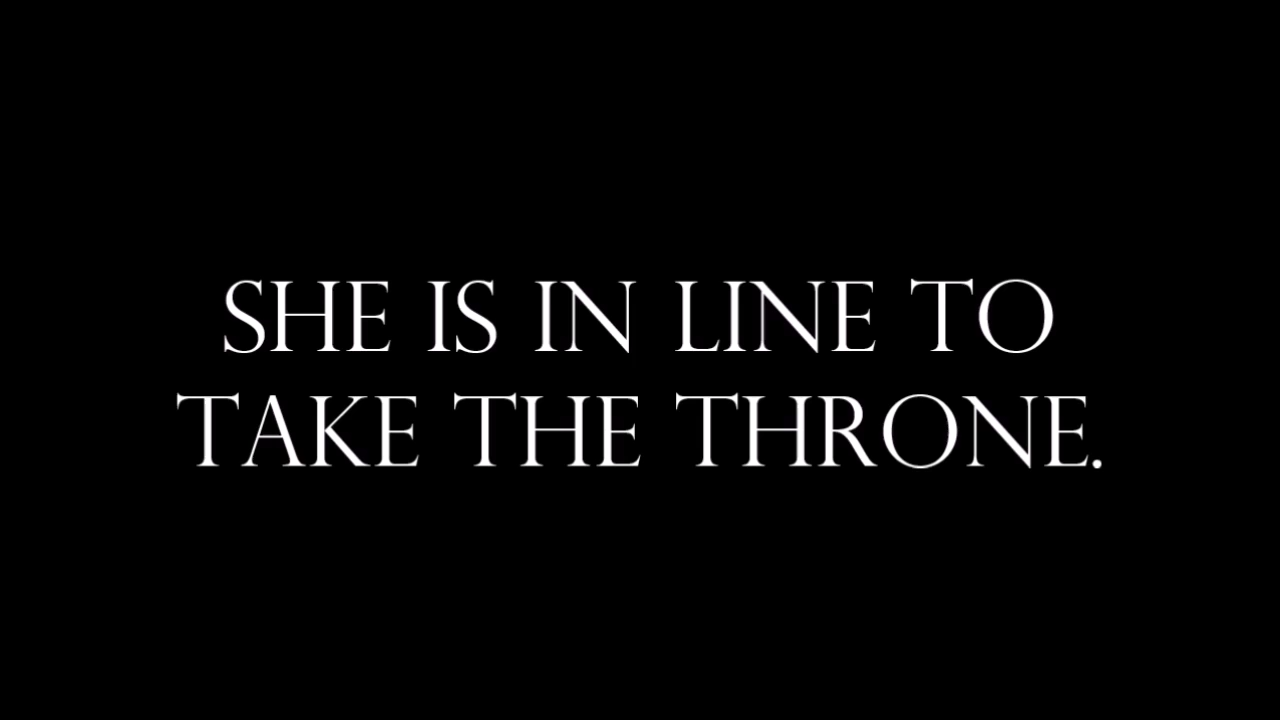 SHE IS IN LINE TO
TAKE THE THRONE.